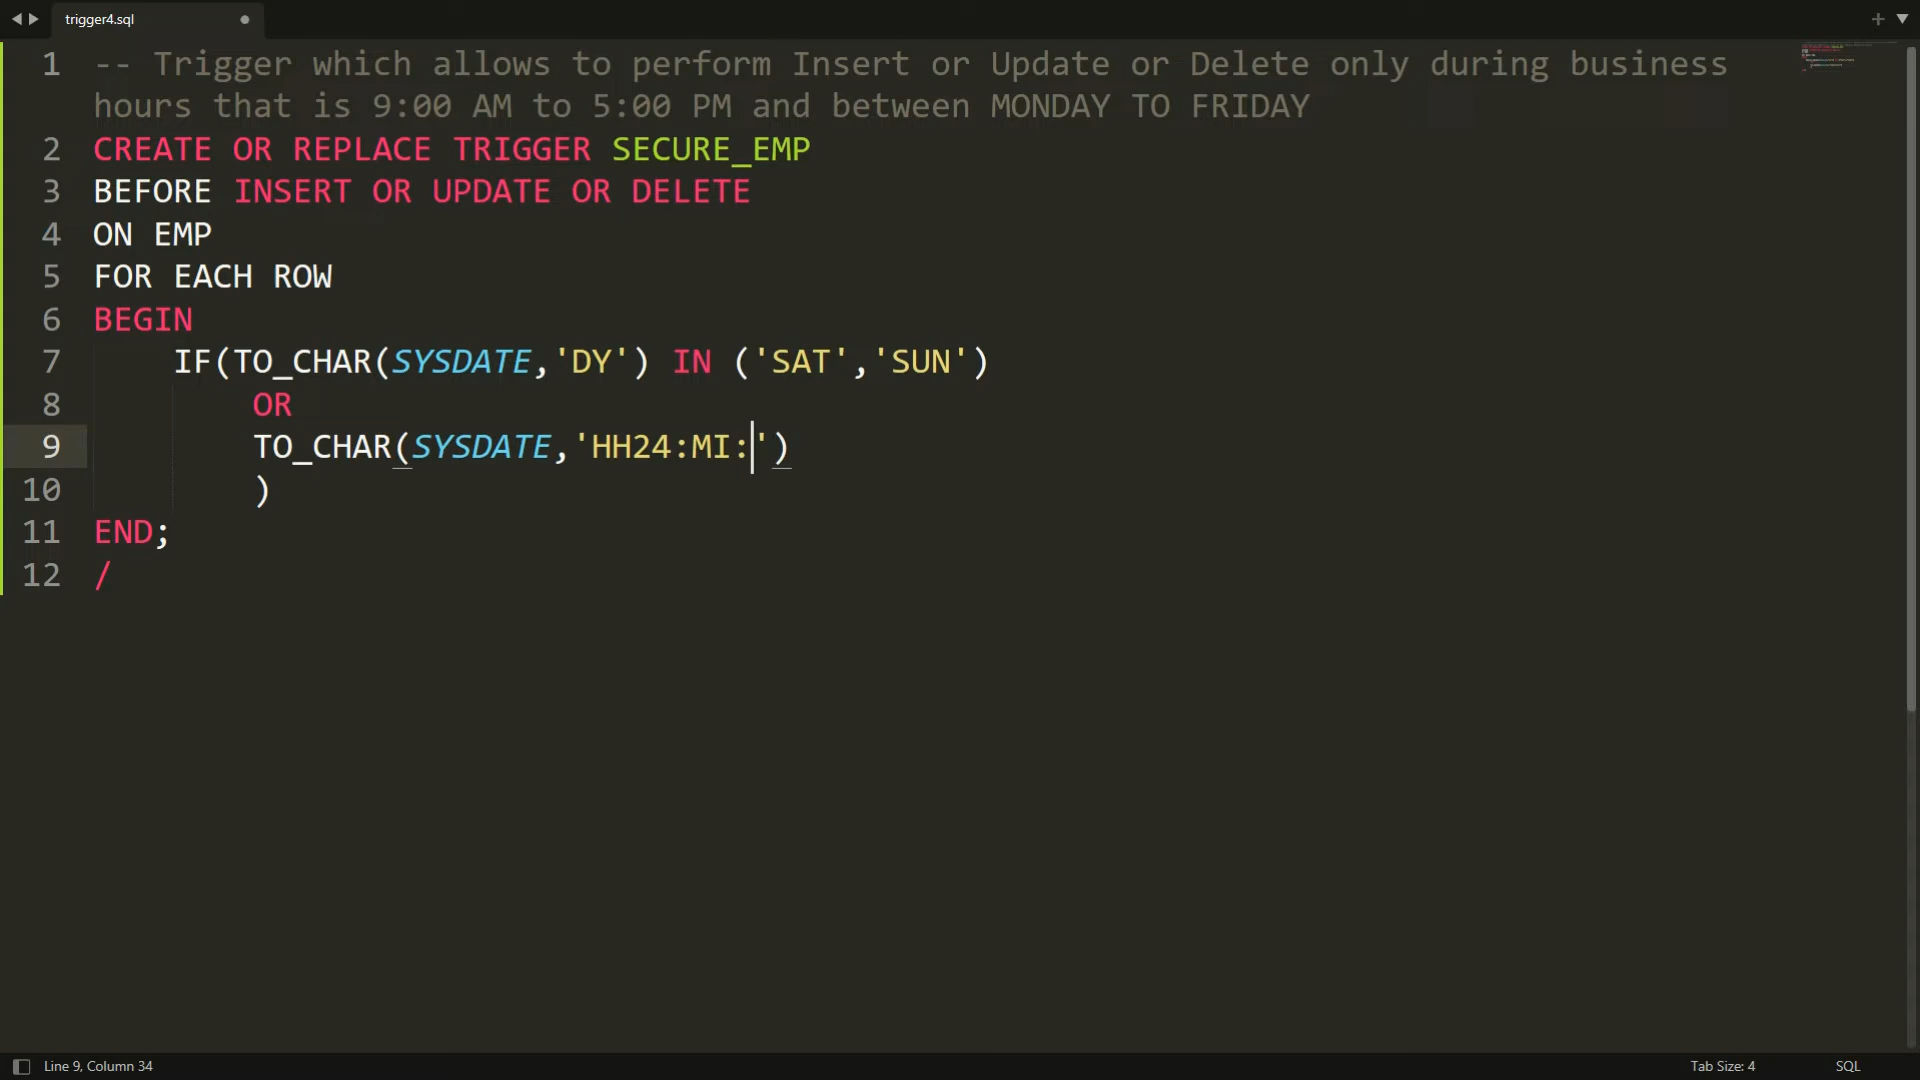 trigger4.sql
1 -- Trigger which allows to perform Insert or Update or Delete only during business
hours that is 9:00 AM to 5:00 PM and between MONDAY TO FRIDAY
2 CREATE OR REPLACE TRIGGER SECURE_EMP
3 BEFORE INSERT OR UPDATE OR DELETE
4 ON EMP
5 FOR EACH ROW
6 BEGIN
7 IF(TO_CHAR(SYSDATE,'DY') IN ('SAT','SUN')
8 OR
9 TO_CHAR(SYSDATE,'HH24:MI:')
10 )
11 END;
12 /
Line 9, Column 34
Tab Size: 4
SQL